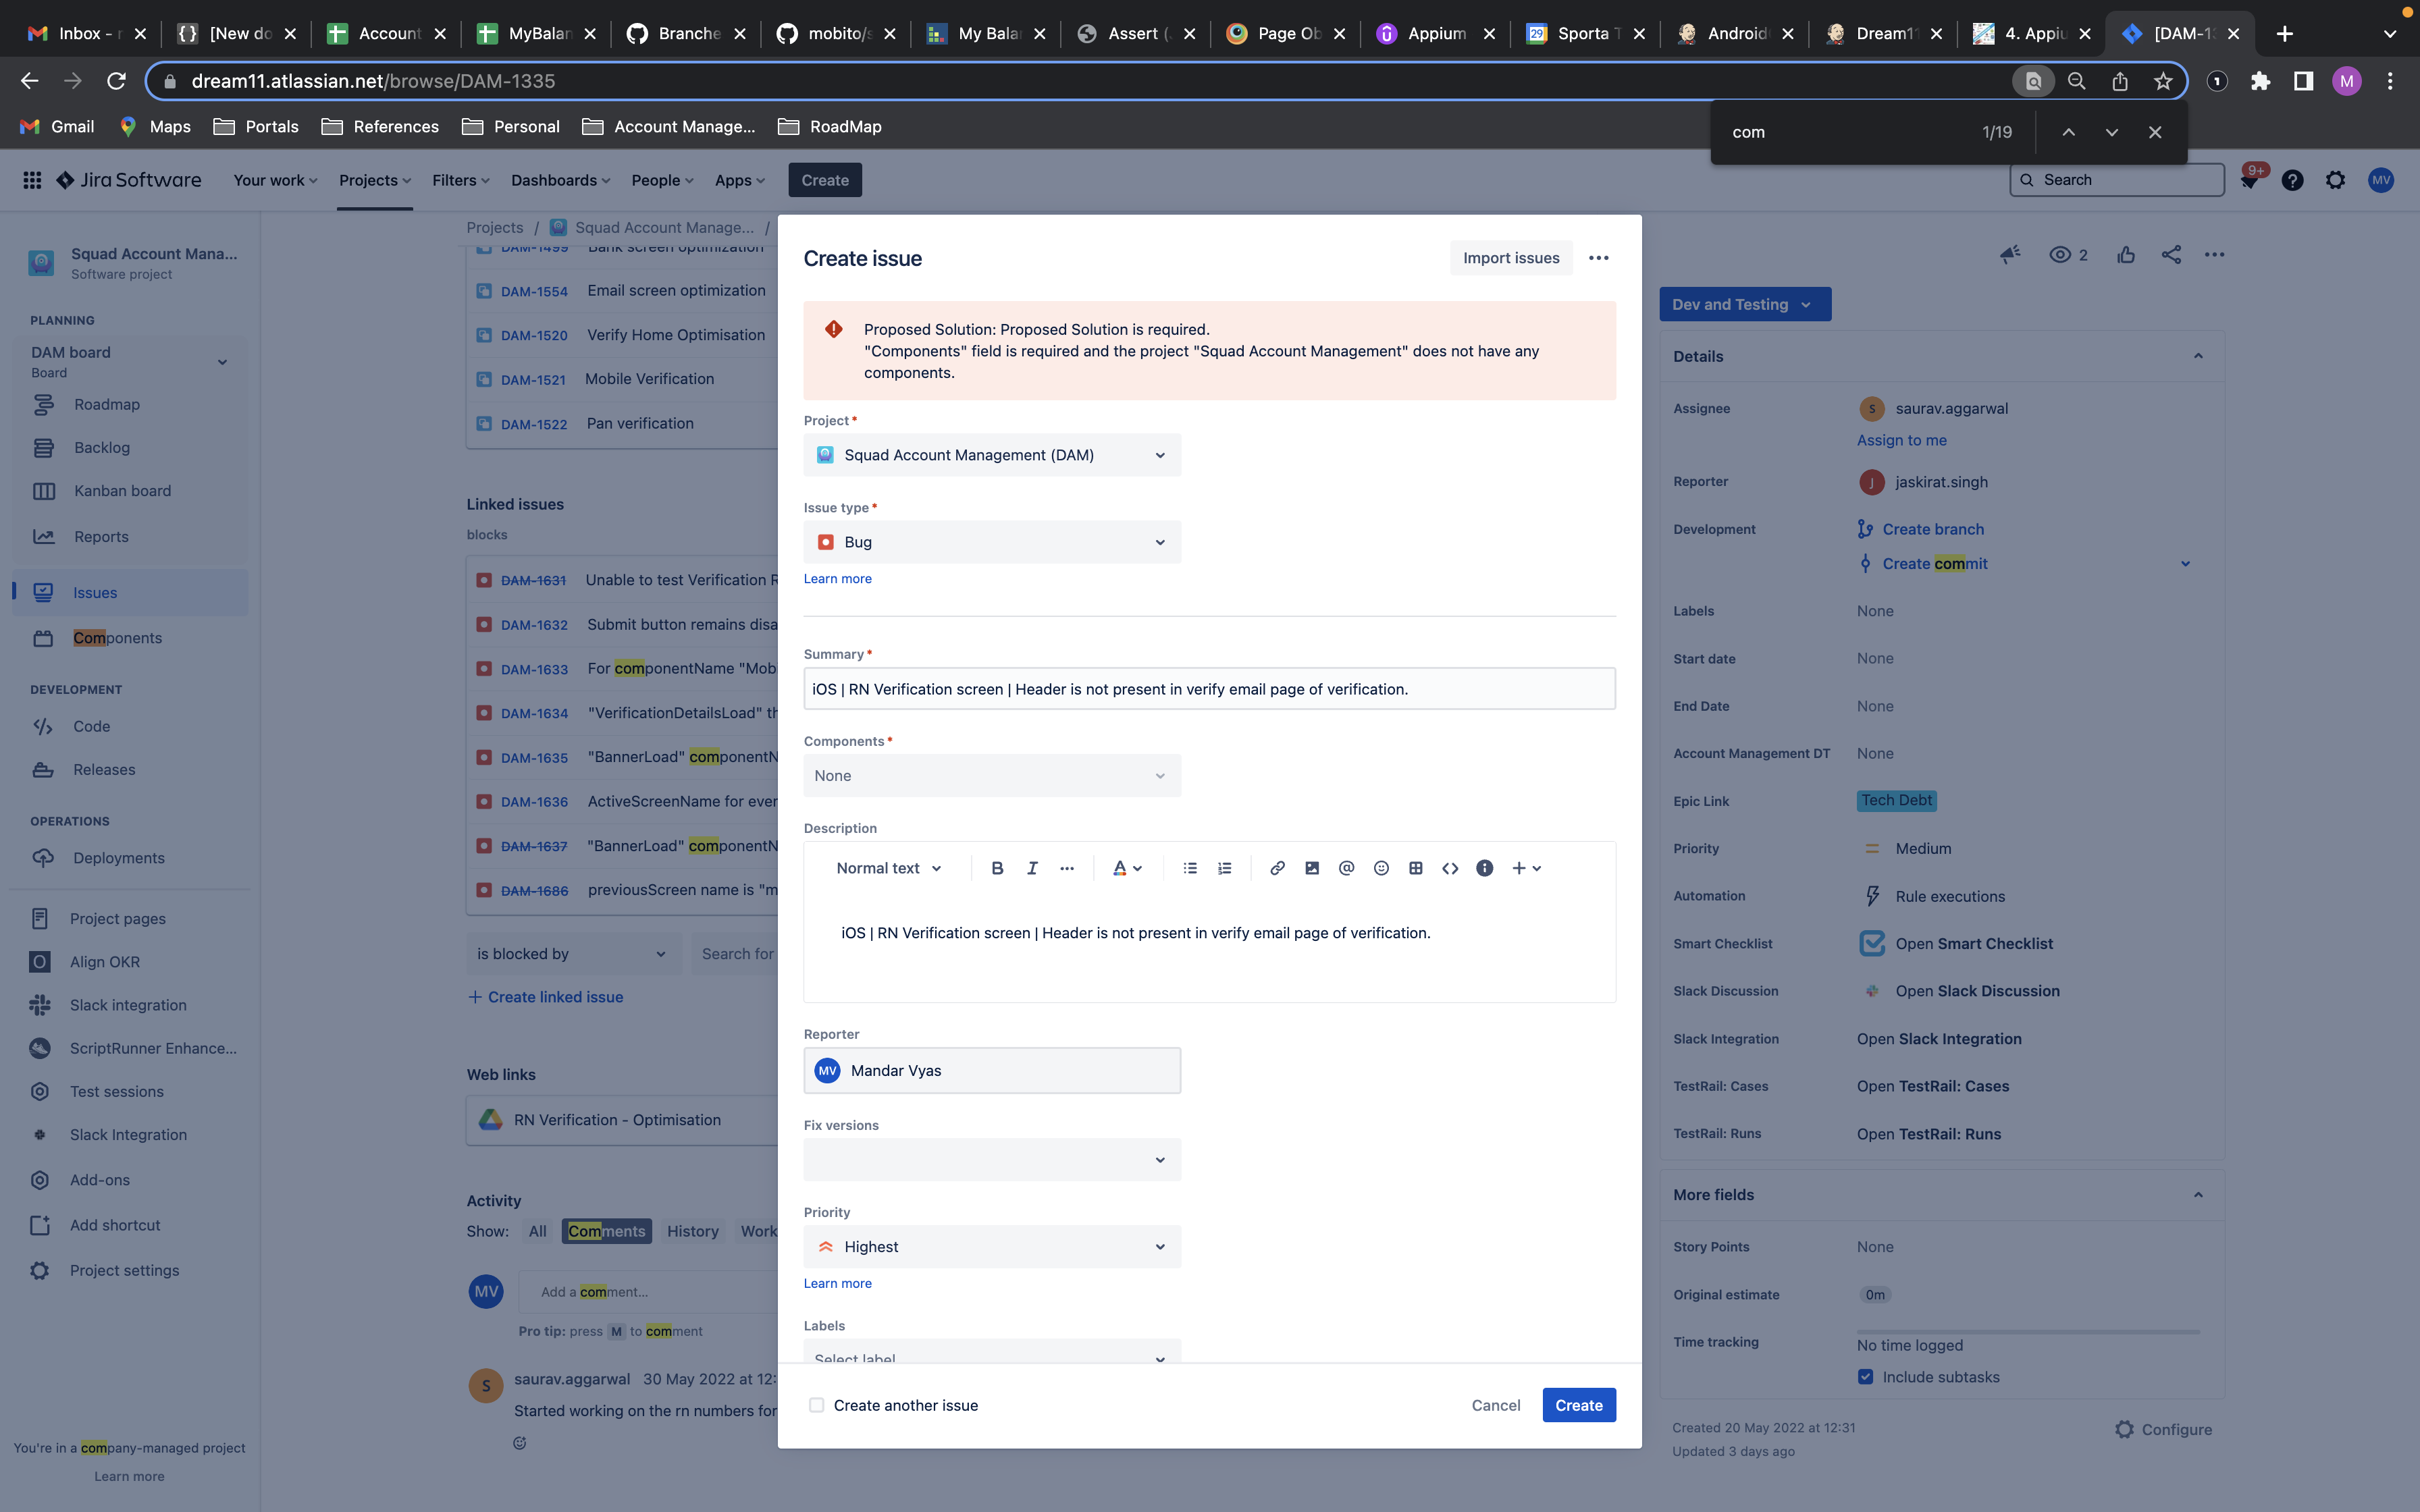 Inbox -
[New do
Account
MyBalan
Branche
mobito/s
My Bala
Assert (
Page Ob
Appium
29
Sporta T
Android
Dream11
4. Appiu
[DAM-13
dream11.atlassian.net/browse/DAM-1335
M
Gmail
Maps
Portals
References
Personal
Account Manage...
RoadMap
com
1/19
Jira Software
Your work
Projects
Filters
Dashboards
People
Apps
Create
Search
9+
MV
Squad Account Mana...
Software project
PLANNING
DAM board
Board
Roadmap
Backlog
Kanban board
Reports
Issues
Components
DEVELOPMENT
Code
Releases
OPERATIONS
Deployments
Project pages
Align OKR
Slack integration
ScriptRunner Enhance...
Test sessions
Slack Integration
Add-ons
Add shortcut
Project settings
You're in a company-managed project
Learn more
Projects / Squad Account Manage... /
DAM-1499 Bank screen optimization
DAM-1554 Email screen optimization
DAM-1520 Verify Home Optimisation
DAM-1521 Mobile Verification
DAM-1522 Pan verification
Linked issues
blocks
DAM-1631 Unable to test Verification R
DAM-1632 Submit button remains disa
DAM-1633 For componentName "Mob
DAM-1634 "VerificationDetailsLoad" th
DAM-1635 "BannerLoad" componentN
DAM-1636 ActiveScreenName for ever
DAM-1637 "BannerLoad" componentN
DAM-1686 previousScreen name is "m
is blocked by
Search for
+ Create linked issue
Web links
RN Verification - Optimisation
Activity
Show: All Comments History Work
MV
Add a comment...
Pro tip: press M to comment
S
saurav.aggarwal 30 May 2022 at 12:
Started working on the rn numbers for
Create issue
Import issues
Proposed Solution: Proposed Solution is required.
"Components" field is required and the project "Squad Account Management" does not have any
components.
Project*
Squad Account Management (DAM)
Issue type*
Bug
Learn more
Summary*
iOS | RN Verification screen | Header is not present in verify email page of verification.
Components*
None
Description
Normal text
iOS | RN Verification screen | Header is not present in verify email page of verification.
Reporter
MV Mandar Vyas
Fix versions
Priority
Highest
Learn more
Labels
Select label
Create another issue
Cancel
Create
2
Dev and Testing
Details
Assignee
S saurav.aggarwal
Assign to me
Reporter
J jaskirat.singh
Development
Create branch
Create commit
Labels None
Start date None
End Date None
Account Management DT None
Epic Link Tech Debt
Priority Medium
Automation Rule executions
Smart Checklist Open Smart Checklist
Slack Discussion Open Slack Discussion
Slack Integration Open Slack Integration
TestRail: Cases Open TestRail: Cases
TestRail: Runs Open TestRail: Runs
More fields
Story Points None
Original estimate 0m
Time tracking
No time logged
Include subtasks
Created 20 May 2022 at 12:31
Updated 3 days ago
Configure